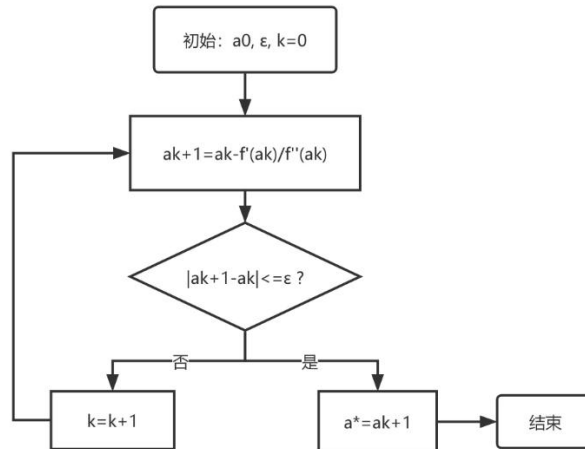 初始：a0, ε, k=0
ak+1=ak-f'(ak)/f''(ak)
|ak+1-ak|<=ε ?
否
是
k=k+1
a*=ak+1
结束